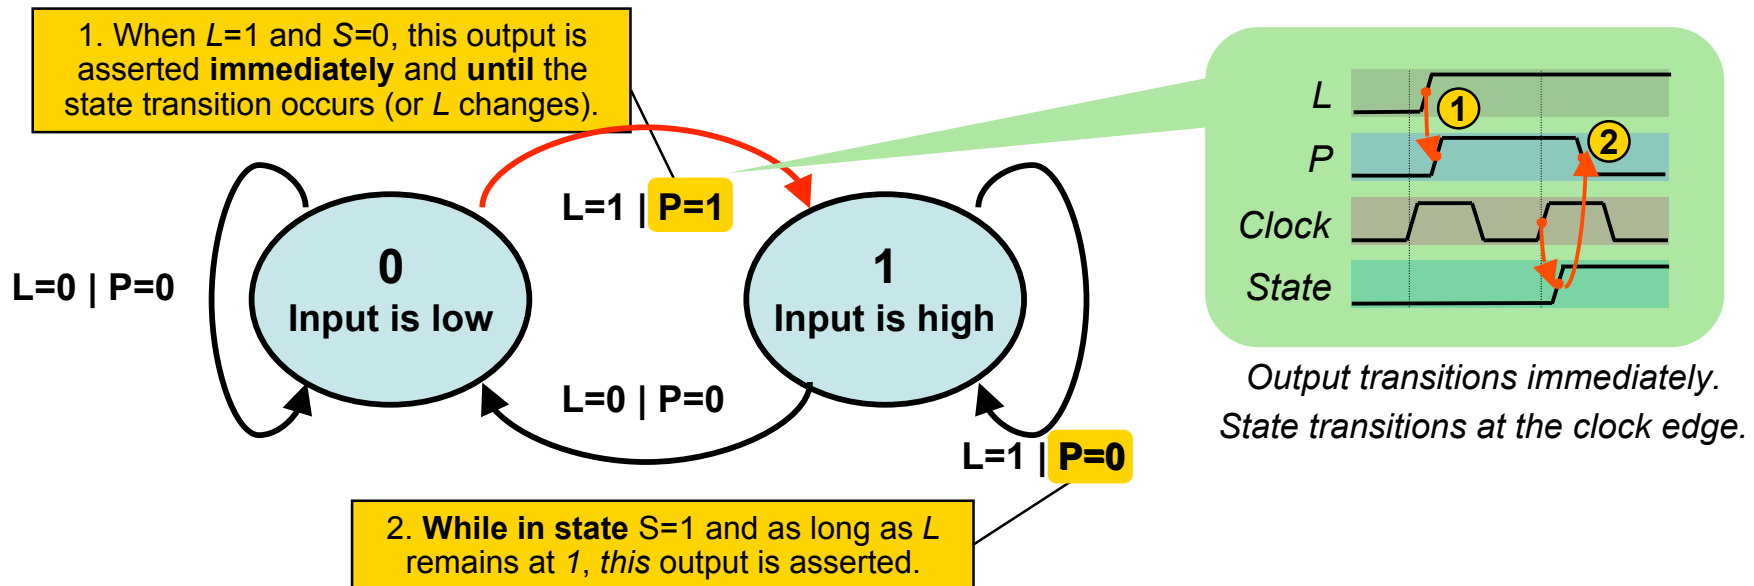 1. When L=1 and S=0, this output is
asserted immediately and until the
state transition occurs (or L changes).
L=1 | P=1
0
Input is low
1
Input is high
L=0 | P=0
L=0 | P=0
L=1 | P=0
2. While in state S=1 and as long as L
remains at 1, this output is asserted.
L
1
P
2
Clock
State
Output transitions immediately.
State transitions at the clock edge.